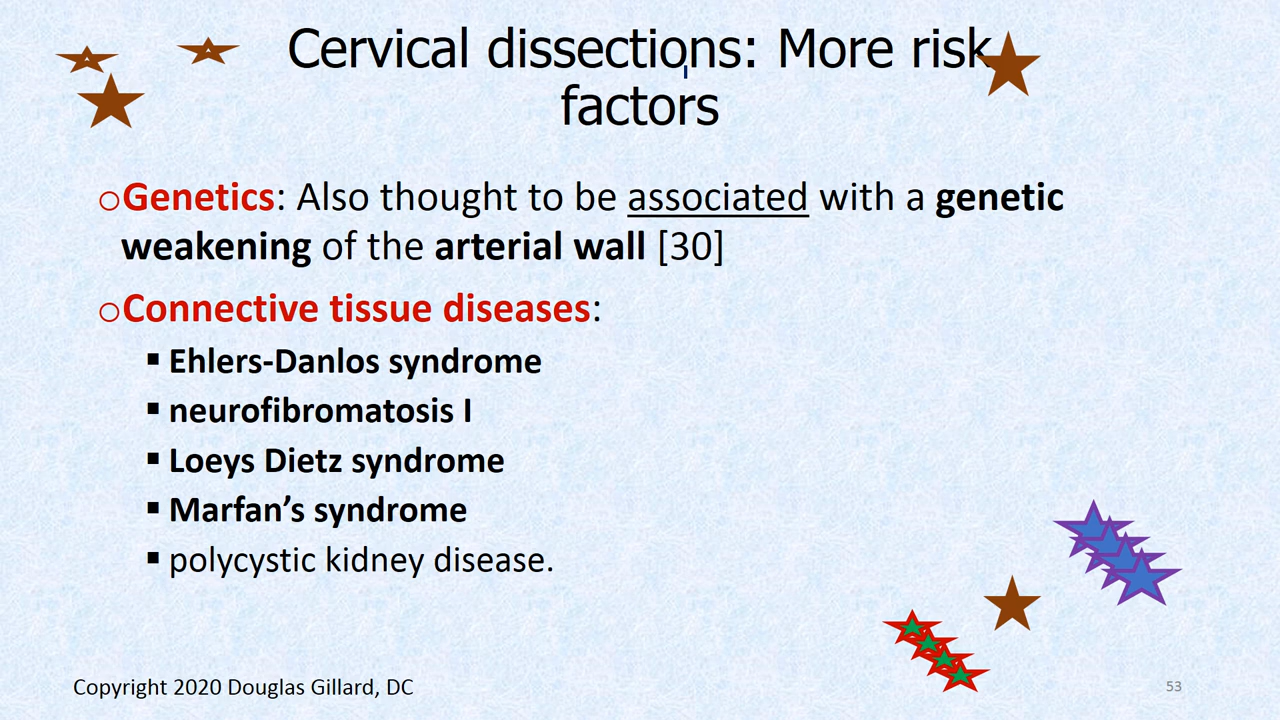 Cervical dissections: More risk
factors
Genetics: Also thought to be associated with a genetic
weakening of the arterial wall [30]
Connective tissue diseases:
Ehlers-Danlos syndrome
neurofibromatosis I
Loeys Dietz syndrome
Marfan’s syndrome
polycystic kidney disease.
Copyright 2020 Douglas Gillard, DC
53